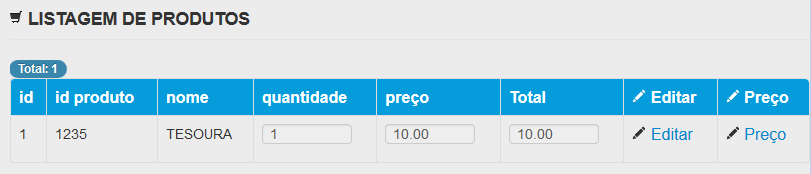 LISTAGEM DE PRODUTOS
Total: 1
id id produto nome quantidade preço Total Editar Preço
1 1235 TESOURA 1 10.00 10.00 Editar Preço